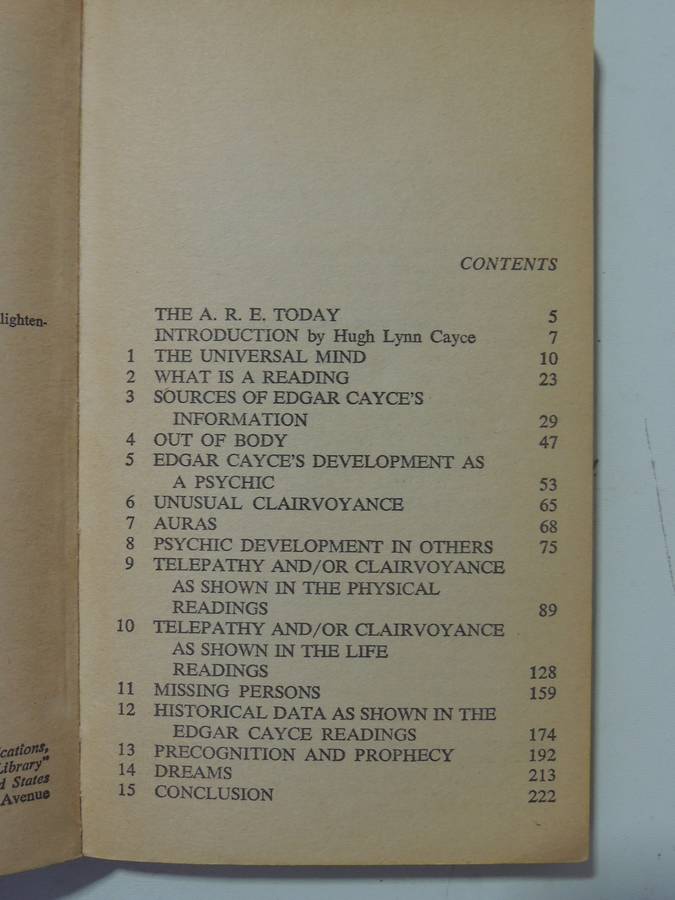 lighten-
cations,
Library"
d States
Avenue
CONTENTS
THE A. R. E. TODAY 5
INTRODUCTION by Hugh Lynn Cayce 7
1 THE UNIVERSAL MIND 10
2 WHAT IS A READING 23
3 SOURCES OF EDGAR CAYCE'S
INFORMATION 29
4 OUT OF BODY 47
5 EDGAR CAYCE'S DEVELOPMENT AS
A PSYCHIC 53
6 UNUSUAL CLAIRVOYANCE 65
7 AURAS 68
8 PSYCHIC DEVELOPMENT IN OTHERS 75
9 TELEPATHY AND/OR CLAIRVOYANCE
AS SHOWN IN THE PHYSICAL
READINGS 89
10 TELEPATHY AND/OR CLAIRVOYANCE
AS SHOWN IN THE LIFE
READINGS 128
11 MISSING PERSONS 159
12 HISTORICAL DATA AS SHOWN IN THE
EDGAR CAYCE READINGS 174
13 PRECOGNITION AND PROPHECY 192
14 DREAMS 213
15 CONCLUSION 222